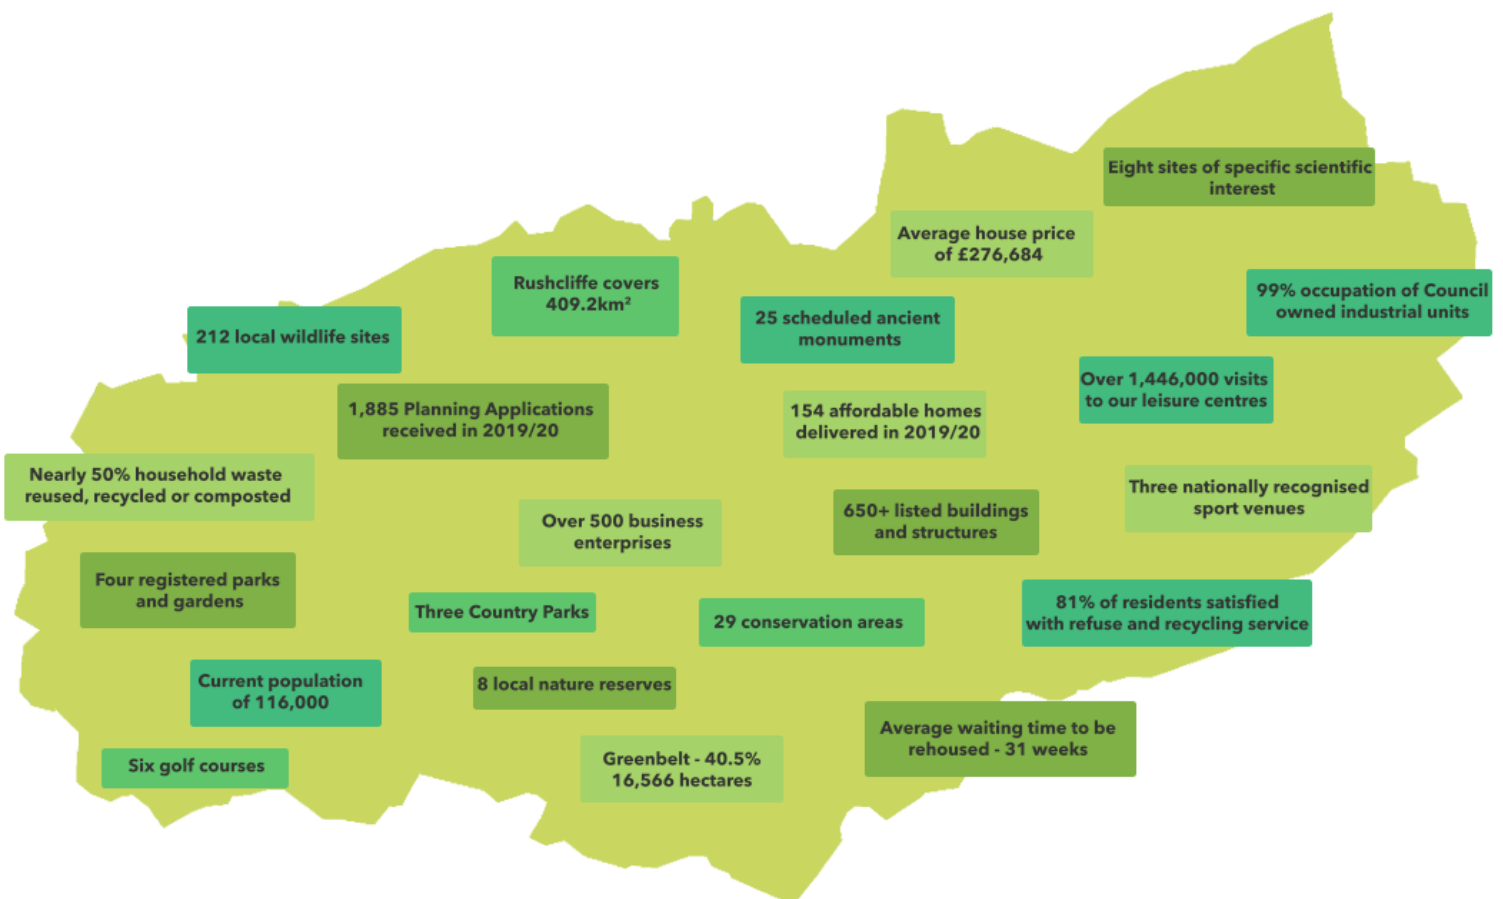 Eight sites of specific scientific
interest
Average house price
of £276,684
Rushcliffe covers
409.2km²
99% occupation of Council
owned industrial units
212 local wildlife sites
25 scheduled ancient
monuments
Over 1,446,000 visits
to our leisure centres
1,885 Planning Applications
received in 2019/20
154 affordable homes
delivered in 2019/20
Nearly 50% household waste
reused, recycled or composted
Three nationally recognised
sport venues
Over 500 business
enterprises
650+ listed buildings
and structures
Four registered parks
and gardens
Three Country Parks
29 conservation areas
81% of residents satisfied
with refuse and recycling service
Current population
of 116,000
8 local nature reserves
Average waiting time to be
rehoused - 31 weeks
Six golf courses
Greenbelt - 40.5%
16,566 hectares